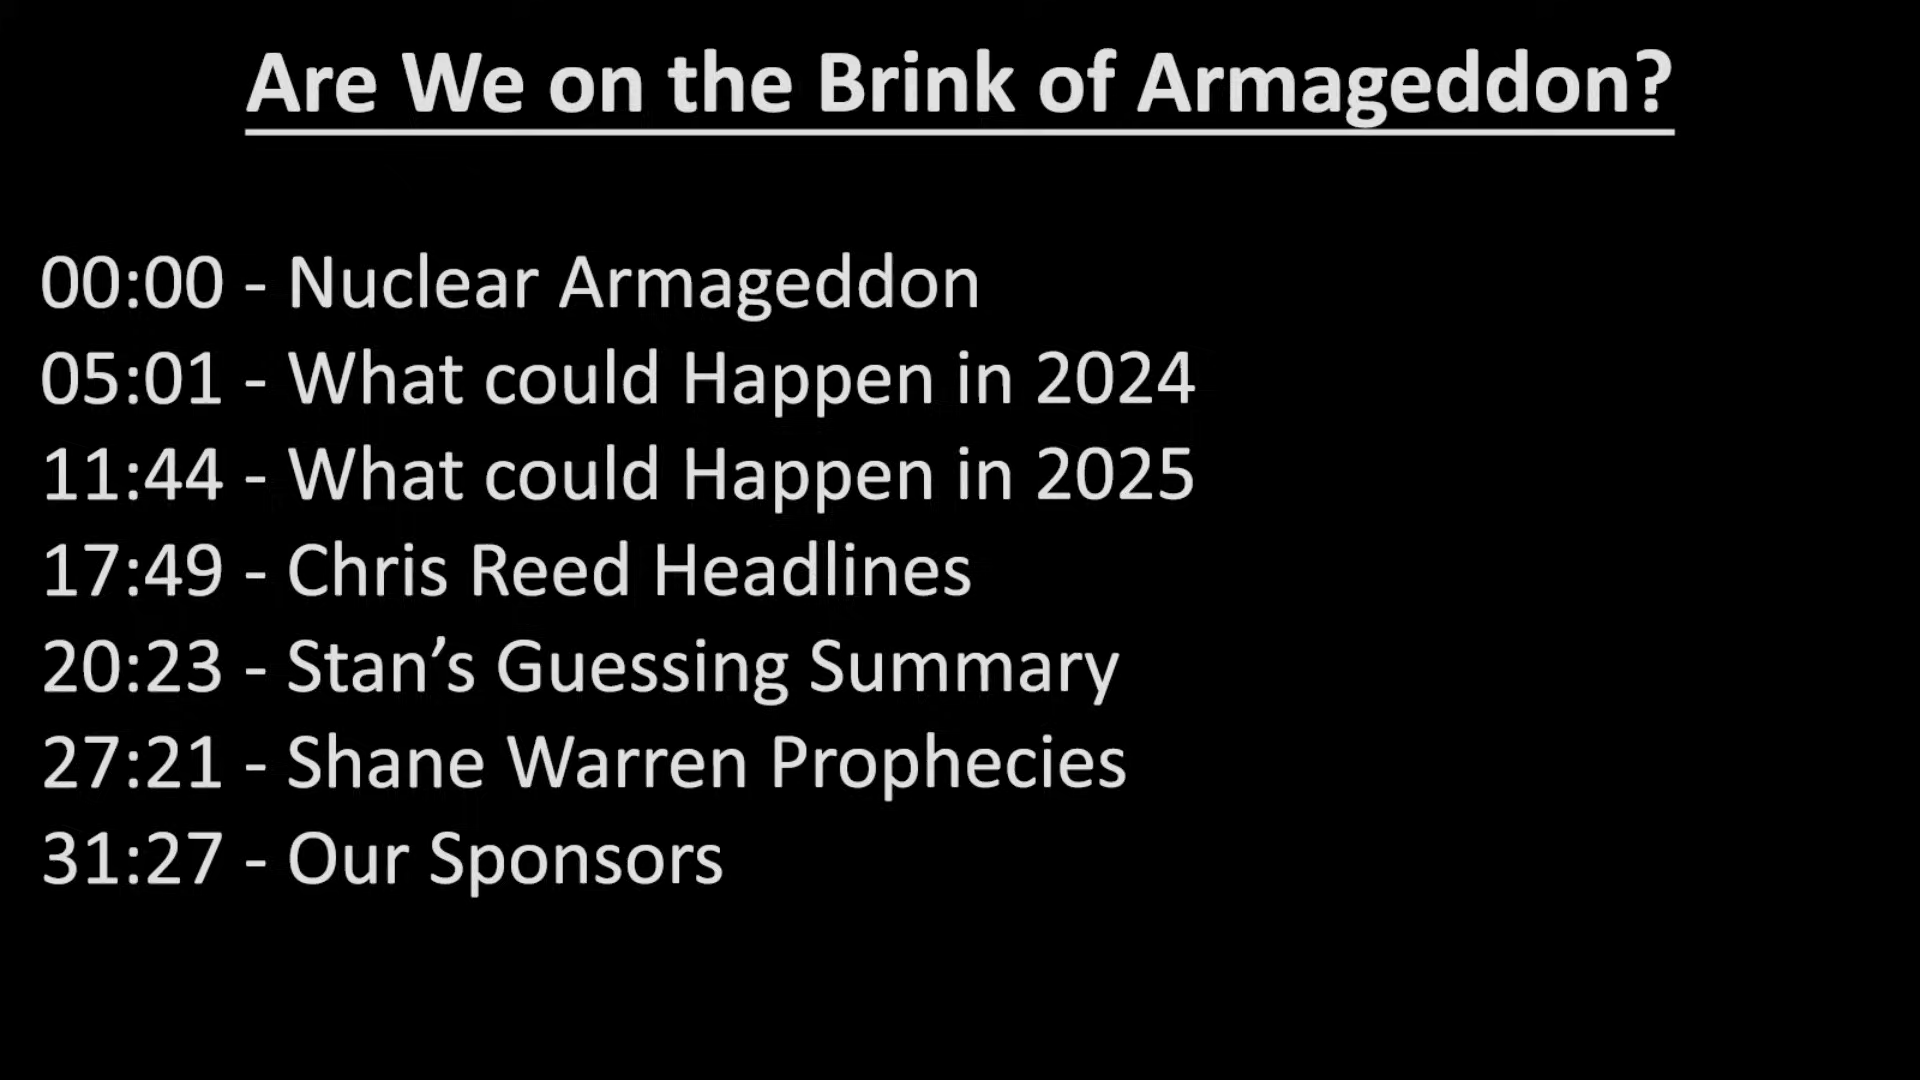 Are We on the Brink of Armageddon?
00:00 - Nuclear Armageddon
05:01 - What could Happen in 2024
11:44 - What could Happen in 2025
17:49 - Chris Reed Headlines
20:23 - Stan’s Guessing Summary
27:21 - Shane Warren Prophecies
31:27 - Our Sponsors